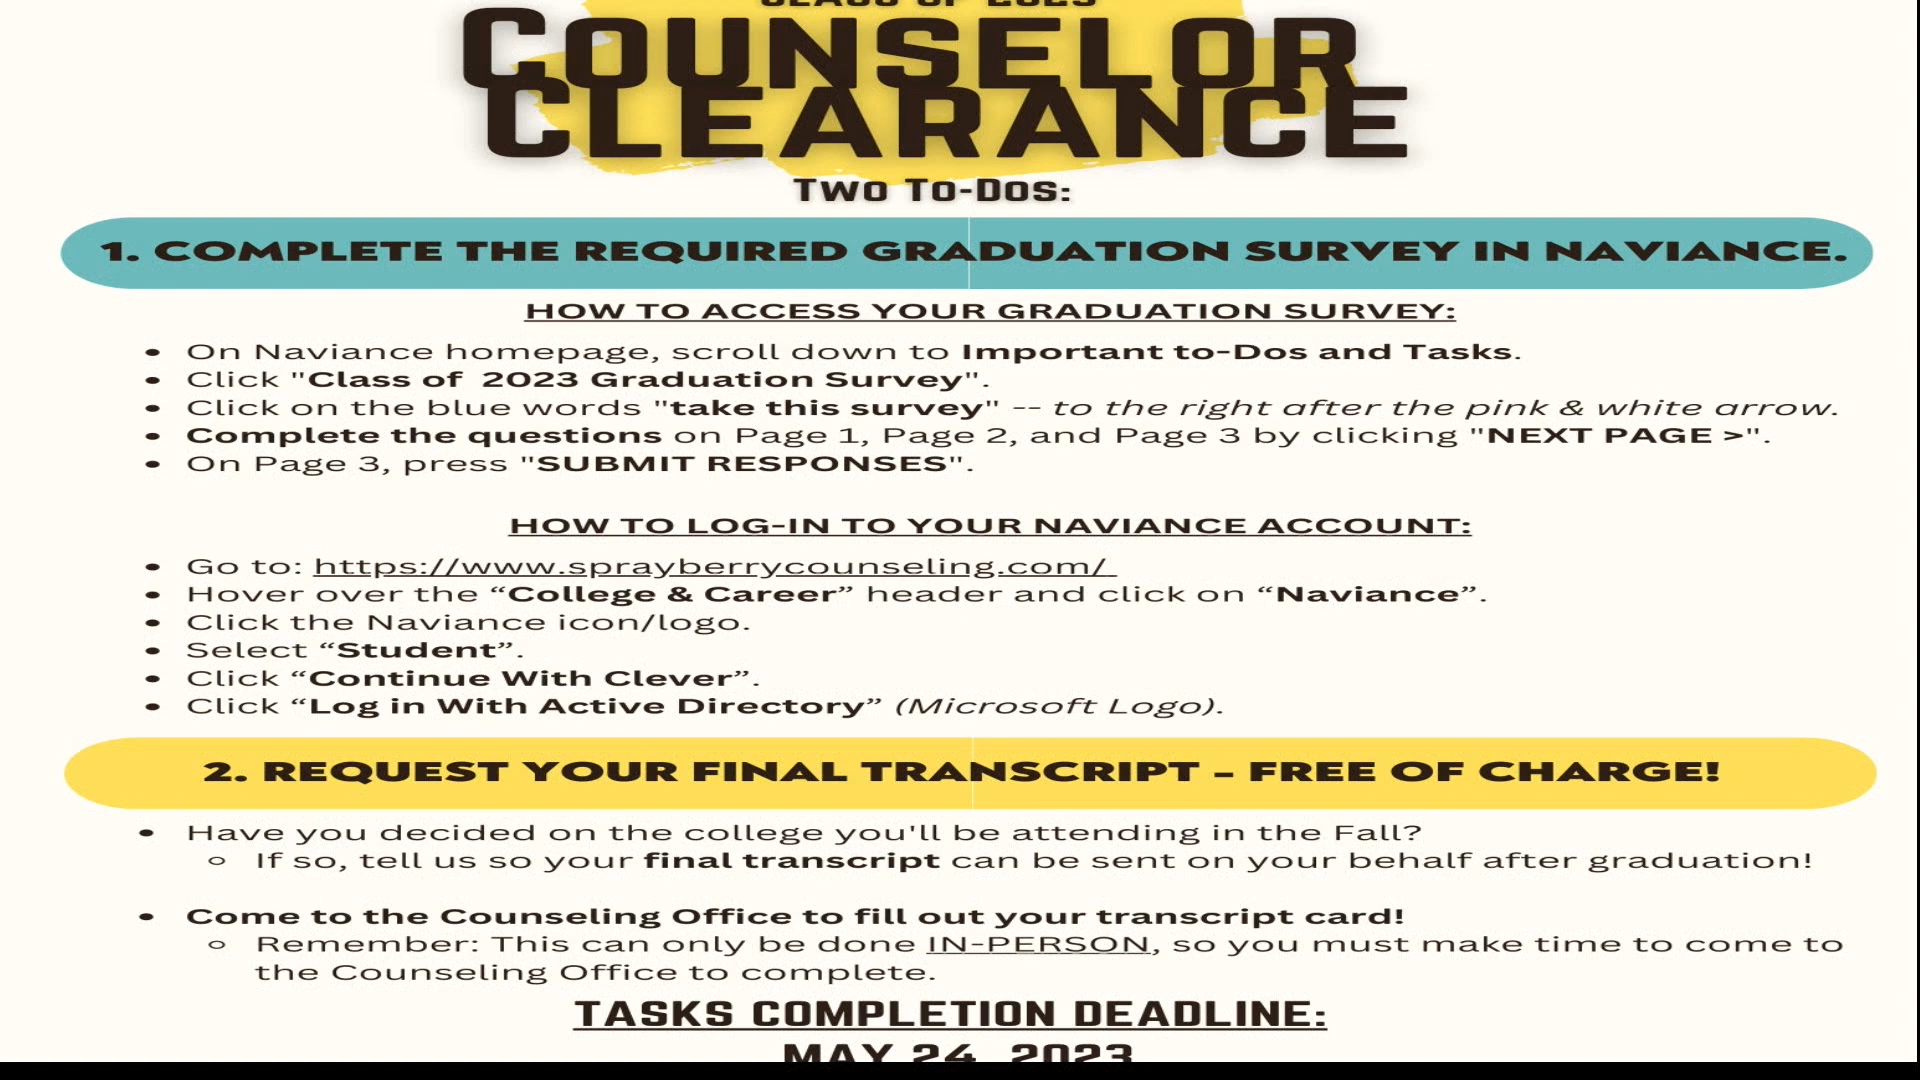 CLASS OF 2023
COUNSELOR
CLEARANCE
TWO TO-DOS:
1. COMPLETE THE REQUIRED GRADUATION SURVEY IN NAVIANCE.
HOW TO ACCESS YOUR GRADUATION SURVEY:
• On Naviance homepage, scroll down to Important to-Dos and Tasks.
• Click "Class of 2023 Graduation Survey".
• Click on the blue words "take this survey" -- to the right after the pink & white arrow.
• Complete the questions on Page 1, Page 2, and Page 3 by clicking "NEXT PAGE >".
• On Page 3, press "SUBMIT RESPONSES".
HOW TO LOG-IN TO YOUR NAVIANCE ACCOUNT:
• Go to: https://www.sprayberrycounseling.com/
• Hover over the “College & Career” header and click on “Naviance”.
• Click the Naviance icon/logo.
• Select “Student”.
• Click “Continue With Clever”.
• Click “Log in With Active Directory” (Microsoft Logo).
2. REQUEST YOUR FINAL TRANSCRIPT - FREE OF CHARGE!
• Have you decided on the college you'll be attending in the Fall?
○ If so, tell us so your final transcript can be sent on your behalf after graduation!
• Come to the Counseling Office to fill out your transcript card!
○ Remember: This can only be done IN-PERSON, so you must make time to come to
the Counseling Office to complete.
TASKS COMPLETION DEADLINE:
MAY 24, 2023